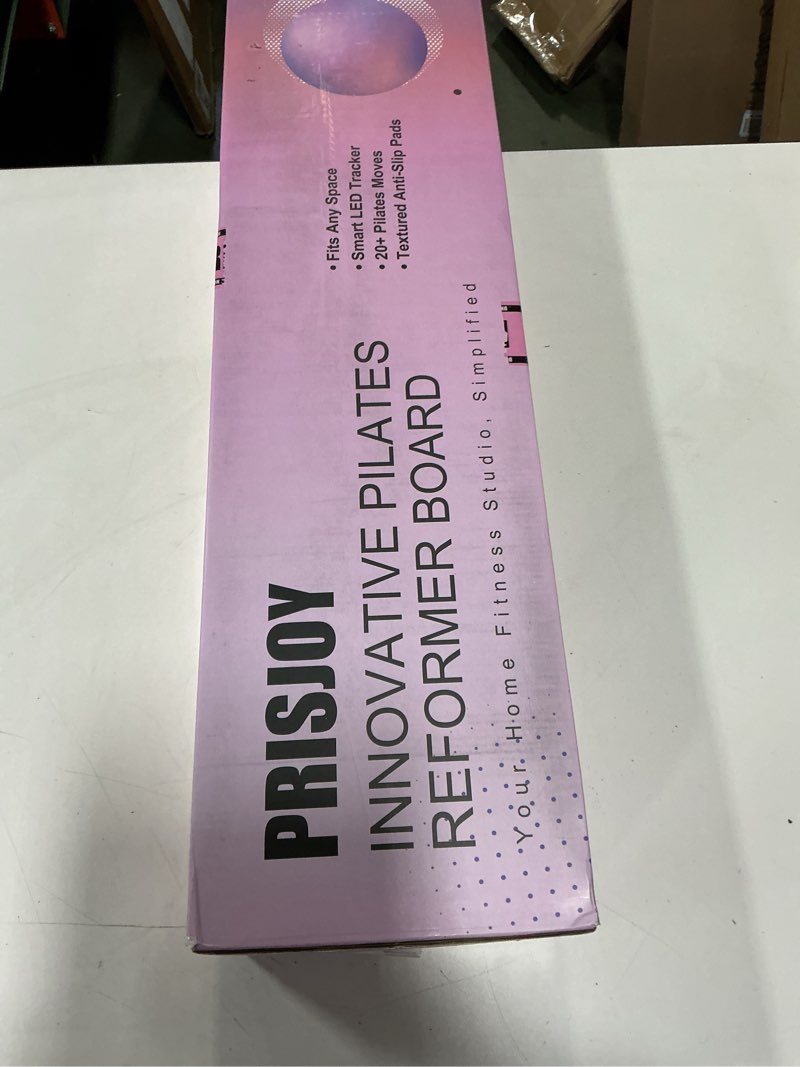 PRISJOY
INNOVATIVE PILATES
REFORMER BOARD
Your Home Fitness Studio, Simplified
• Fits Any Space
• Smart LED Tracker
• 20+ Pilates Moves
• Textured Anti-Slip Pads